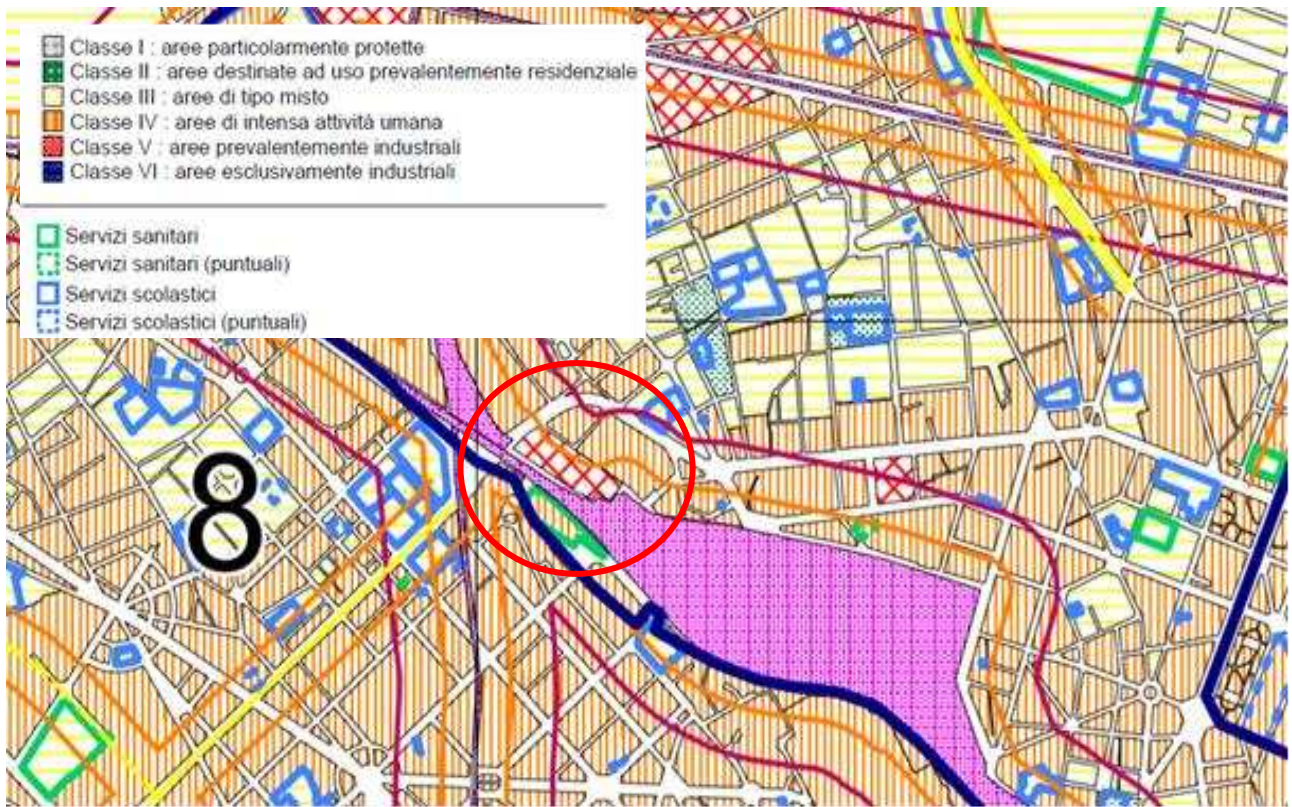 Classe I : aree particolarmente protette
Classe II : aree destinate ad uso prevalentemente residenziale
Classe III : aree di tipo misto
Classe IV : aree di intensa attività umana
Classe V : aree prevalentemente industriali
Classe VI : aree esclusivamente industriali
Servizi sanitari
Servizi sanitari (puntuali)
Servizi scolastici
Servizi scolastici (puntuali)
8